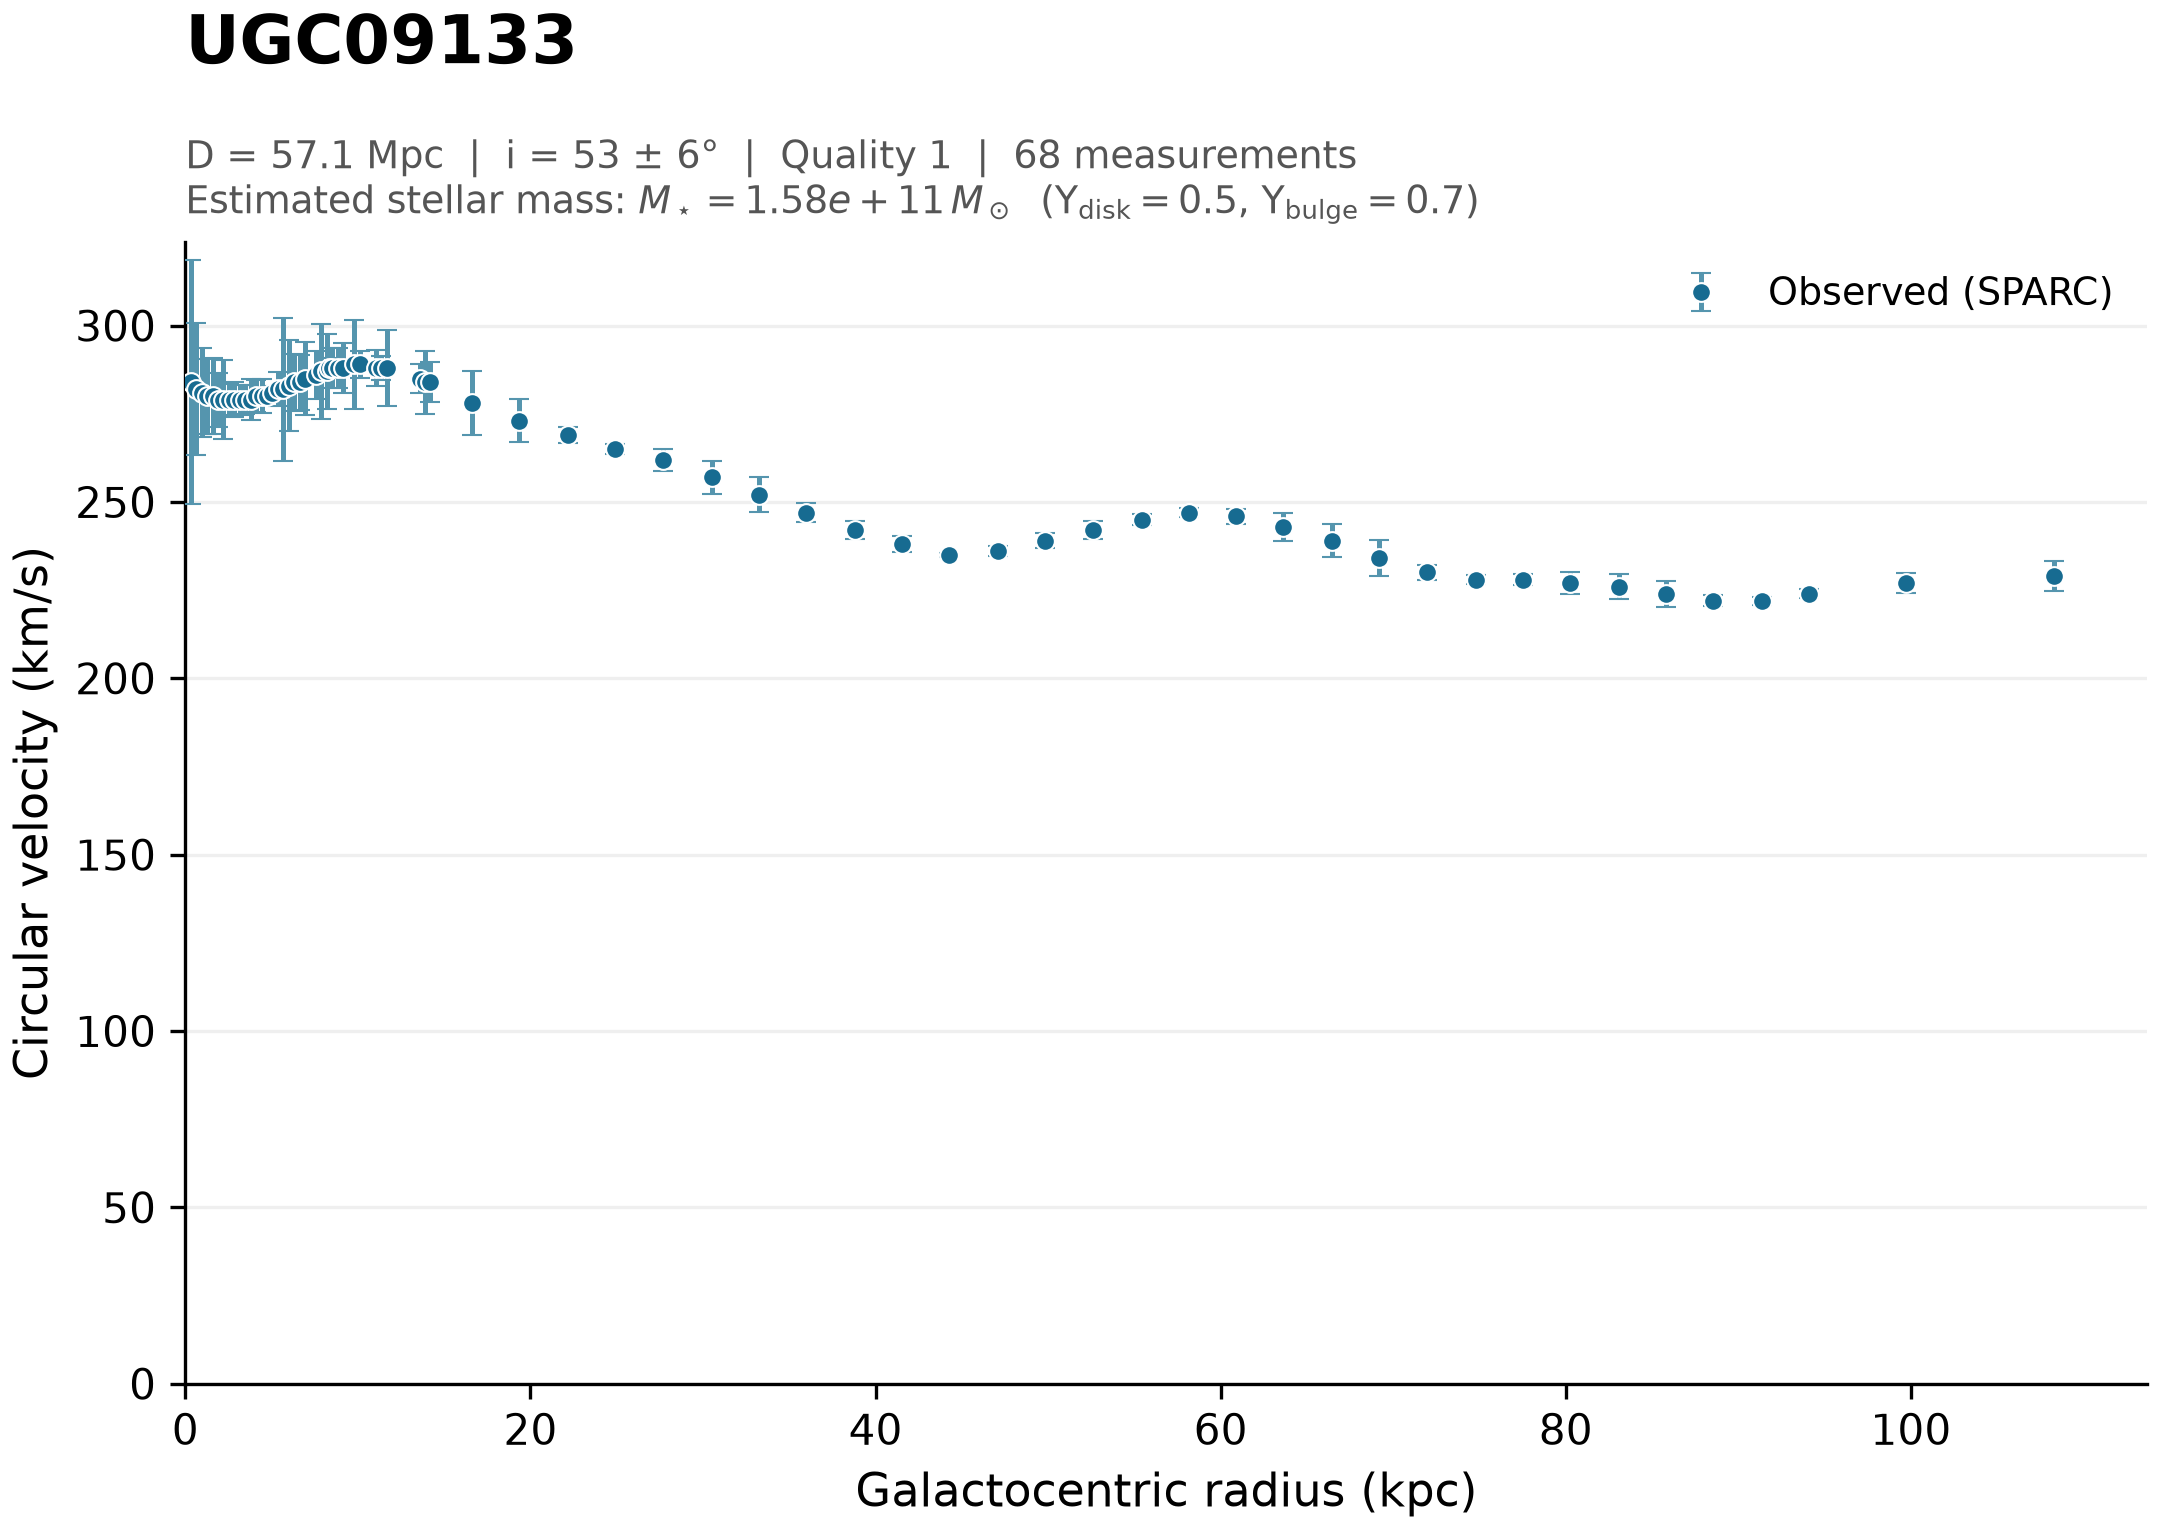 UGC09133
D = 57.1 Mpc | i = 53 ± 6° | Quality 1 | 68 measurements
Estimated stellar mass: M⋆ = 1.58e + 11 M⊙ (Υdisk = 0.5, Υbulge = 0.7)
Observed (SPARC)
300
250
200
150
100
50
0
Circular velocity (km/s)
0 20 40 60 80 100
Galactocentric radius (kpc)